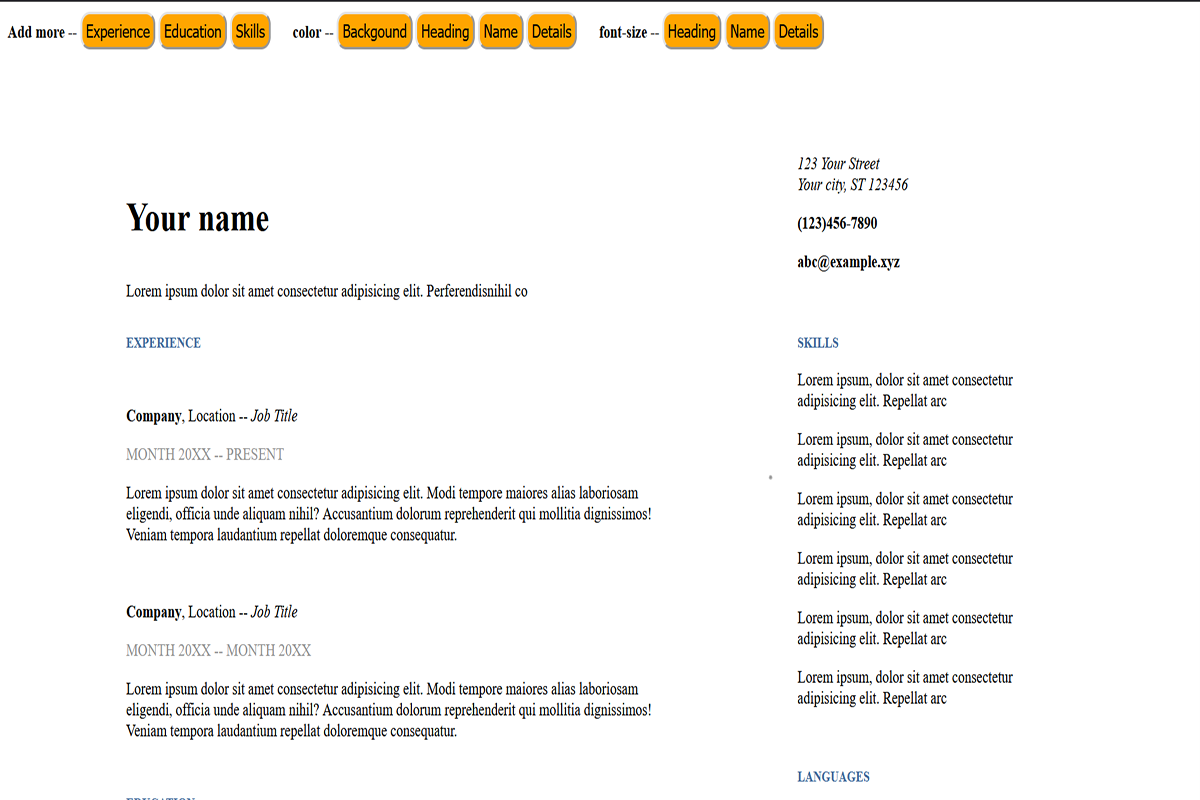 Add more -- Experience Education Skills color -- Backgound Heading Name Details font-size -- Heading Name Details
Your name
Lorem ipsum dolor sit amet consectetur adipisicing elit. Perferendisnihil co
EXPERIENCE
Company, Location -- Job Title
MONTH 20XX -- PRESENT
Lorem ipsum dolor sit amet consectetur adipisicing elit. Modi tempore maiores alias laboriosam
eligendi, officia unde aliquam nihil? Accusantium dolorum reprehenderit qui mollitia dignissimos!
Veniam tempora laudantium repellat doloremque consequatur.
Company, Location -- Job Title
MONTH 20XX -- MONTH 20XX
Lorem ipsum dolor sit amet consectetur adipisicing elit. Modi tempore maiores alias laboriosam
eligendi, officia unde aliquam nihil? Accusantium dolorum reprehenderit qui mollitia dignissimos!
Veniam tempora laudantium repellat doloremque consequatur.
123 Your Street
Your city, ST 123456
(123)456-7890
abc@example.xyz
SKILLS
Lorem ipsum, dolor sit amet consectetur
adipisicing elit. Repellat arc
Lorem ipsum, dolor sit amet consectetur
adipisicing elit. Repellat arc
Lorem ipsum, dolor sit amet consectetur
adipisicing elit. Repellat arc
Lorem ipsum, dolor sit amet consectetur
adipisicing elit. Repellat arc
Lorem ipsum, dolor sit amet consectetur
adipisicing elit. Repellat arc
Lorem ipsum, dolor sit amet consectetur
adipisicing elit. Repellat arc
LANGUAGES